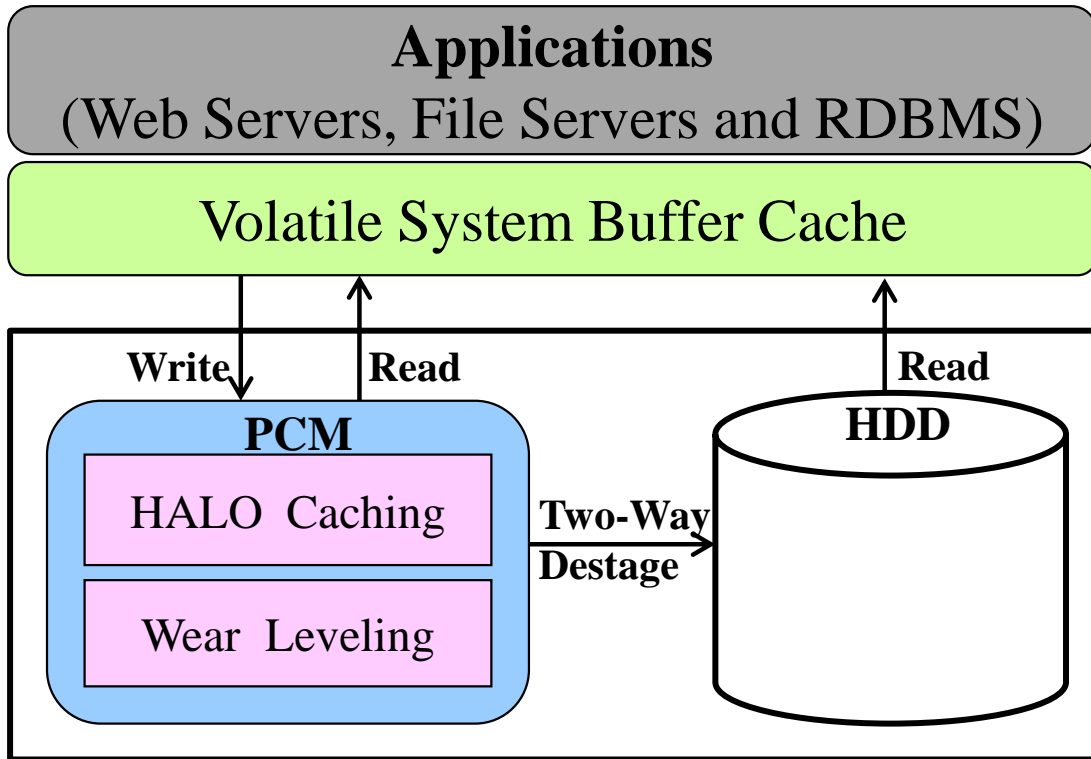 Applications
(Web Servers, File Servers and RDBMS)
Volatile System Buffer Cache
Write
Read
Read
PCM
HDD
HALO Caching
Two-Way
Destage
Wear Leveling